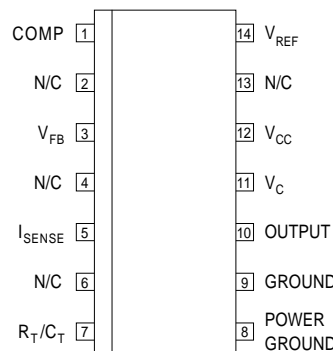 COMP 1 14 V_REF
N/C 2 13 N/C
V_FB 3 12 V_CC
N/C 4 11 V_C
I_SENSE 5 10 OUTPUT
N/C 6 9 GROUND
R_T/C_T 7 8 POWER
GROUND